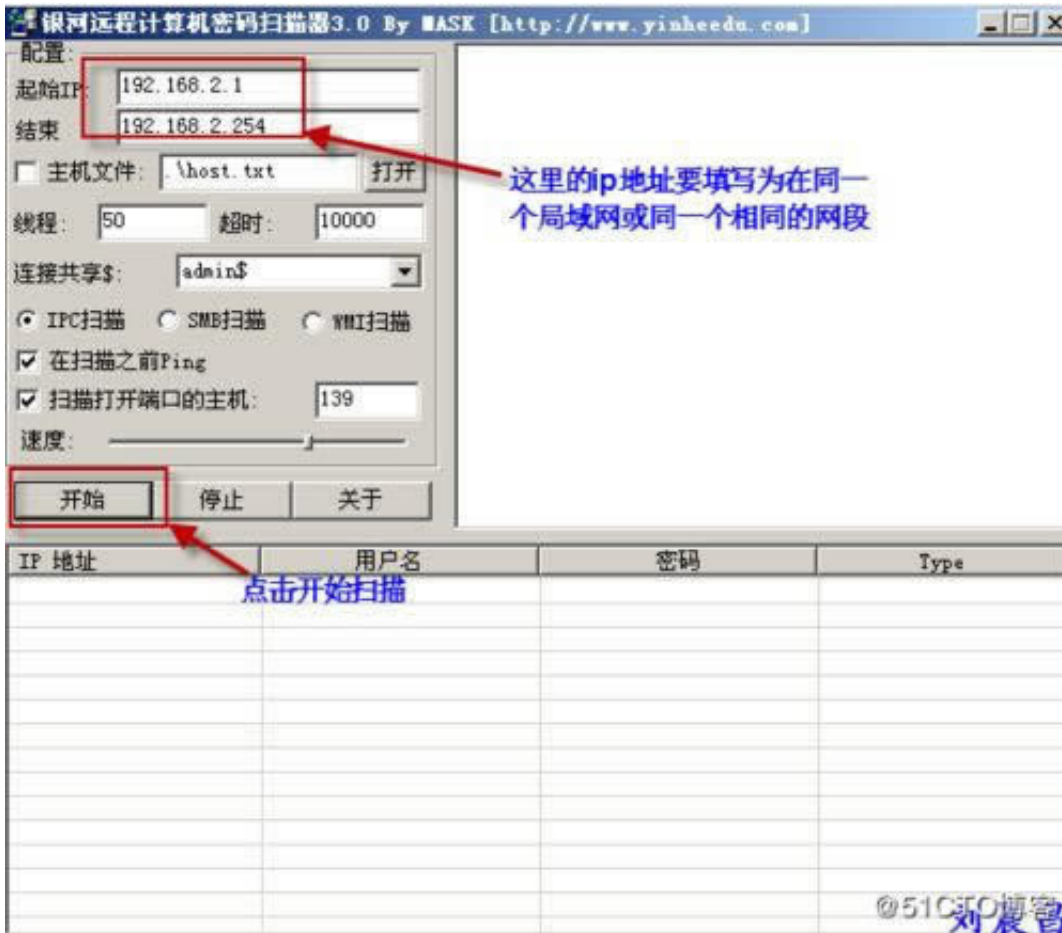 银河远程计算机密码扫描器3.0 By MASK [http://www.yinheedu.com]
配置:
起始IP: 192.168.2.1
结束 192.168.2.254
主机文件: .\host.txt 打开
这里的ip地址要填写为在同一
个局域网或同一个相同的网段
线程: 50 超时: 10000
连接共享$: admin$
IPC扫描 SMB扫描 WMI扫描
在扫描之前Ping
扫描打开端口的主机: 139
速度:
开始 停止 关于
IP 地址 用户名 密码 Type
点击开始扫描
@51CTO博客